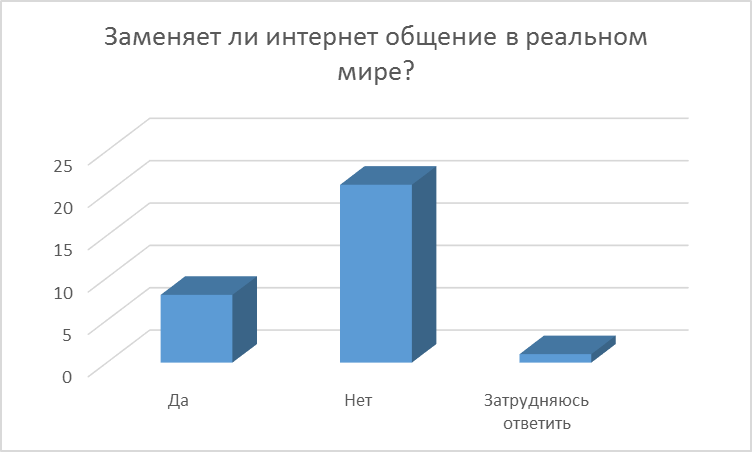 Заменяет ли интернет общение в реальном
мире?
25
20
15
10
5
0
Да
Нет
Затрудняюсь
ответить